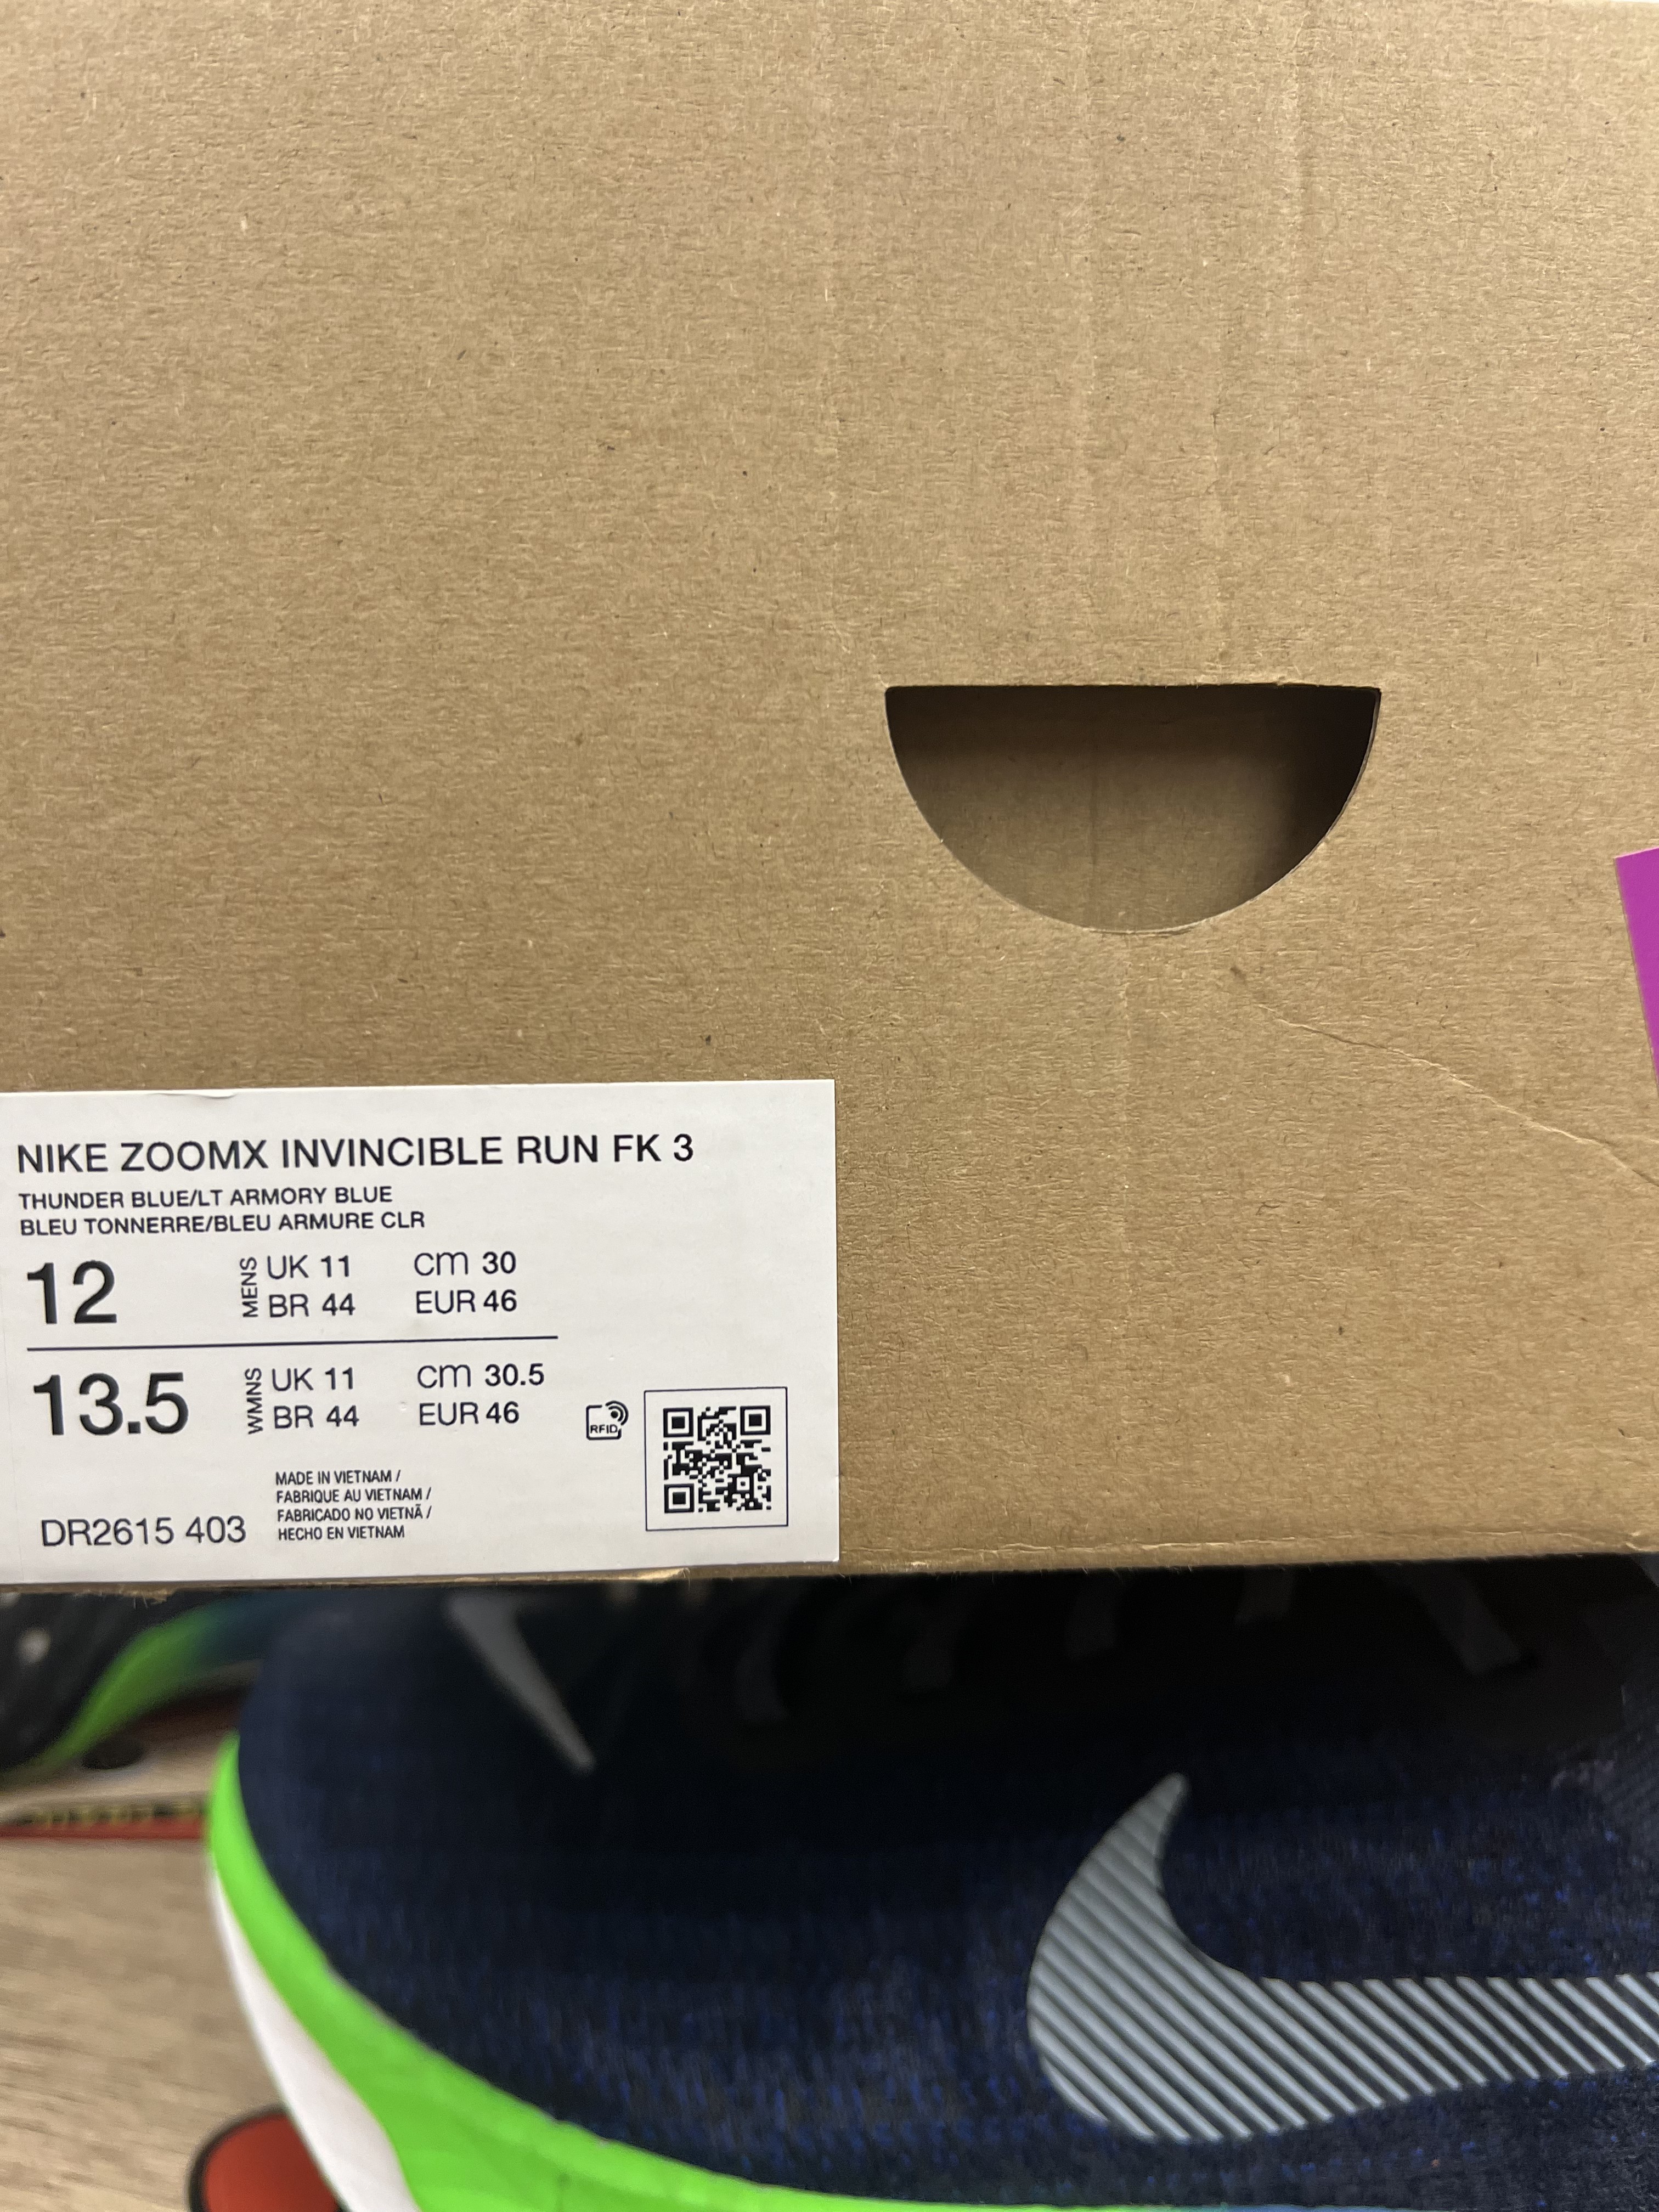 NIKE ZOOMX INVINCIBLE RUN FK 3
THUNDER BLUE/LT ARMORY BLUE
BLEU TONNERRE/BLEU ARMURE CLR
12 MENS UK 11 cm 30
BR 44 EUR 46
13.5 WMNS UK 11 cm 30.5
BR 44 EUR 46
RFID
MADE IN VIETNAM /
FABRIQUE AU VIETNAM /
FABRICADO NO VIETNÃ /
HECHO EN VIETNAM
DR2615 403